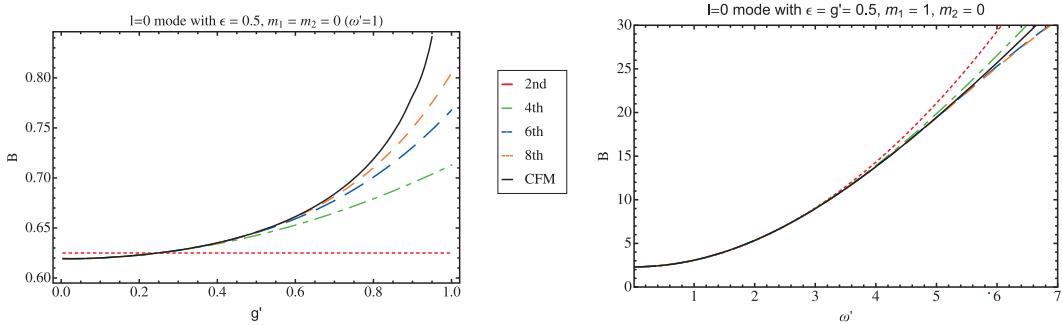 l=0 mode with ϵ = 0.5, m₁ = m₂ = 0 (ω'=1)
B
0.80
0.75
0.70
0.65
0.60
0.0
0.2
0.4
0.6
0.8
1.0
g'
2nd
4th
6th
8th
CFM
l=0 mode with ϵ = g'= 0.5, m₁ = 1, m₂ = 0
B
30
25
20
15
10
5
0
1
2
3
4
5
6
7
ω'